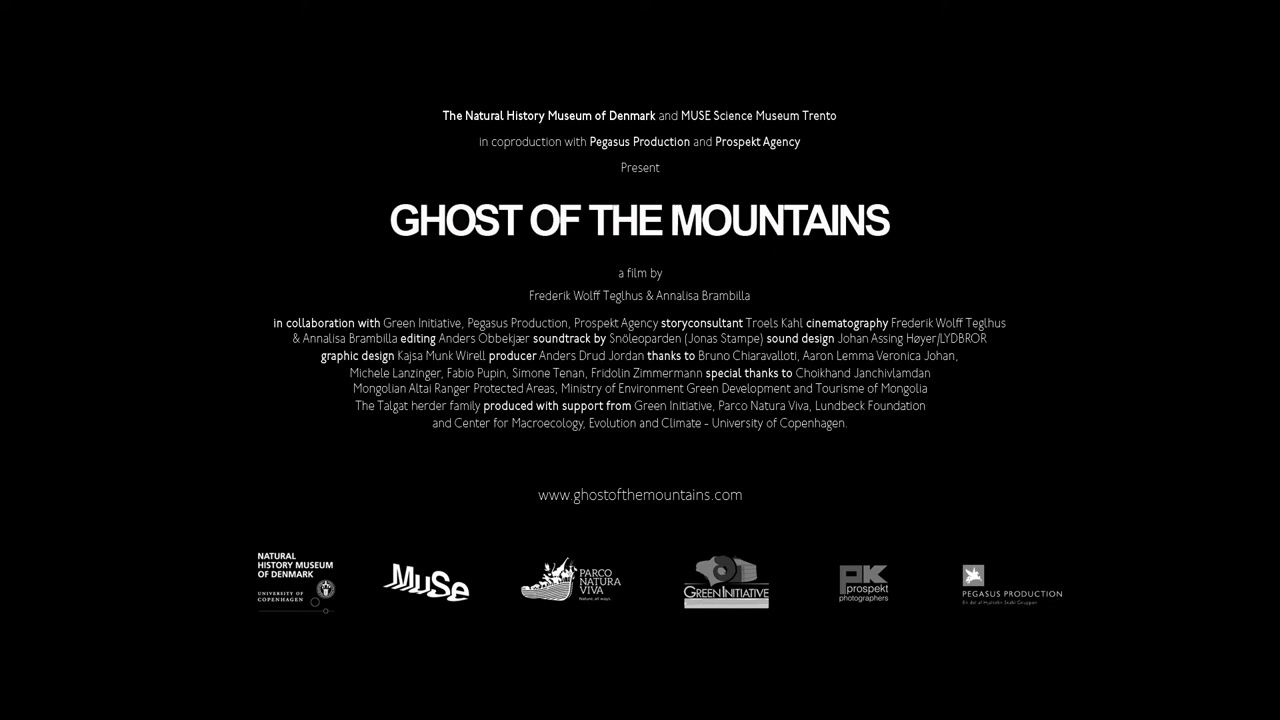 The Natural History Museum of Denmark and MUSE Science Museum Trento
in coproduction with Pegasus Production and Prospekt Agency
Present
GHOST OF THE MOUNTAINS
a film by
Frederik Wolff Teglhus & Annalisa Brambilla
in collaboration with Green Initiative, Pegasus Production, Prospekt Agency storyconsultant Troels Kahl cinematography Frederik Wolff Teglhus
& Annalisa Brambilla editing Anders Obbekjær soundtrack by Snöleoparden (Jonas Stampe) sound design Johan Assing Høyer/LYDBROR
graphic design Kajsa Munk Wirell producer Anders Drud Jordan thanks to Bruno Chiaravalloti, Aaron Lemma Veronica Johan,
Michele Lanzinger, Fabio Pupin, Simone Tenan, Fridolin Zimmermann special thanks to Choikhand Janchivlamdan
Mongolian Altai Ranger Protected Areas, Ministry of Environment Green Development and Tourisme of Mongolia
The Talgat herder family produced with support from Green Initiative, Parco Natura Viva, Lundbeck Foundation
and Center for Macroecology, Evolution and Climate - University of Copenhagen.
www.ghostofthemountains.com
NATURAL
HISTORY MUSEUM
OF DENMARK
UNIVERSITY OF
COPENHAGEN
MUSe
PARCO
NATURA
VIVA
Nature, all ways.
GREEN INITIATIVE
PK
prospekt
photographers
PEGASUS PRODUCTION